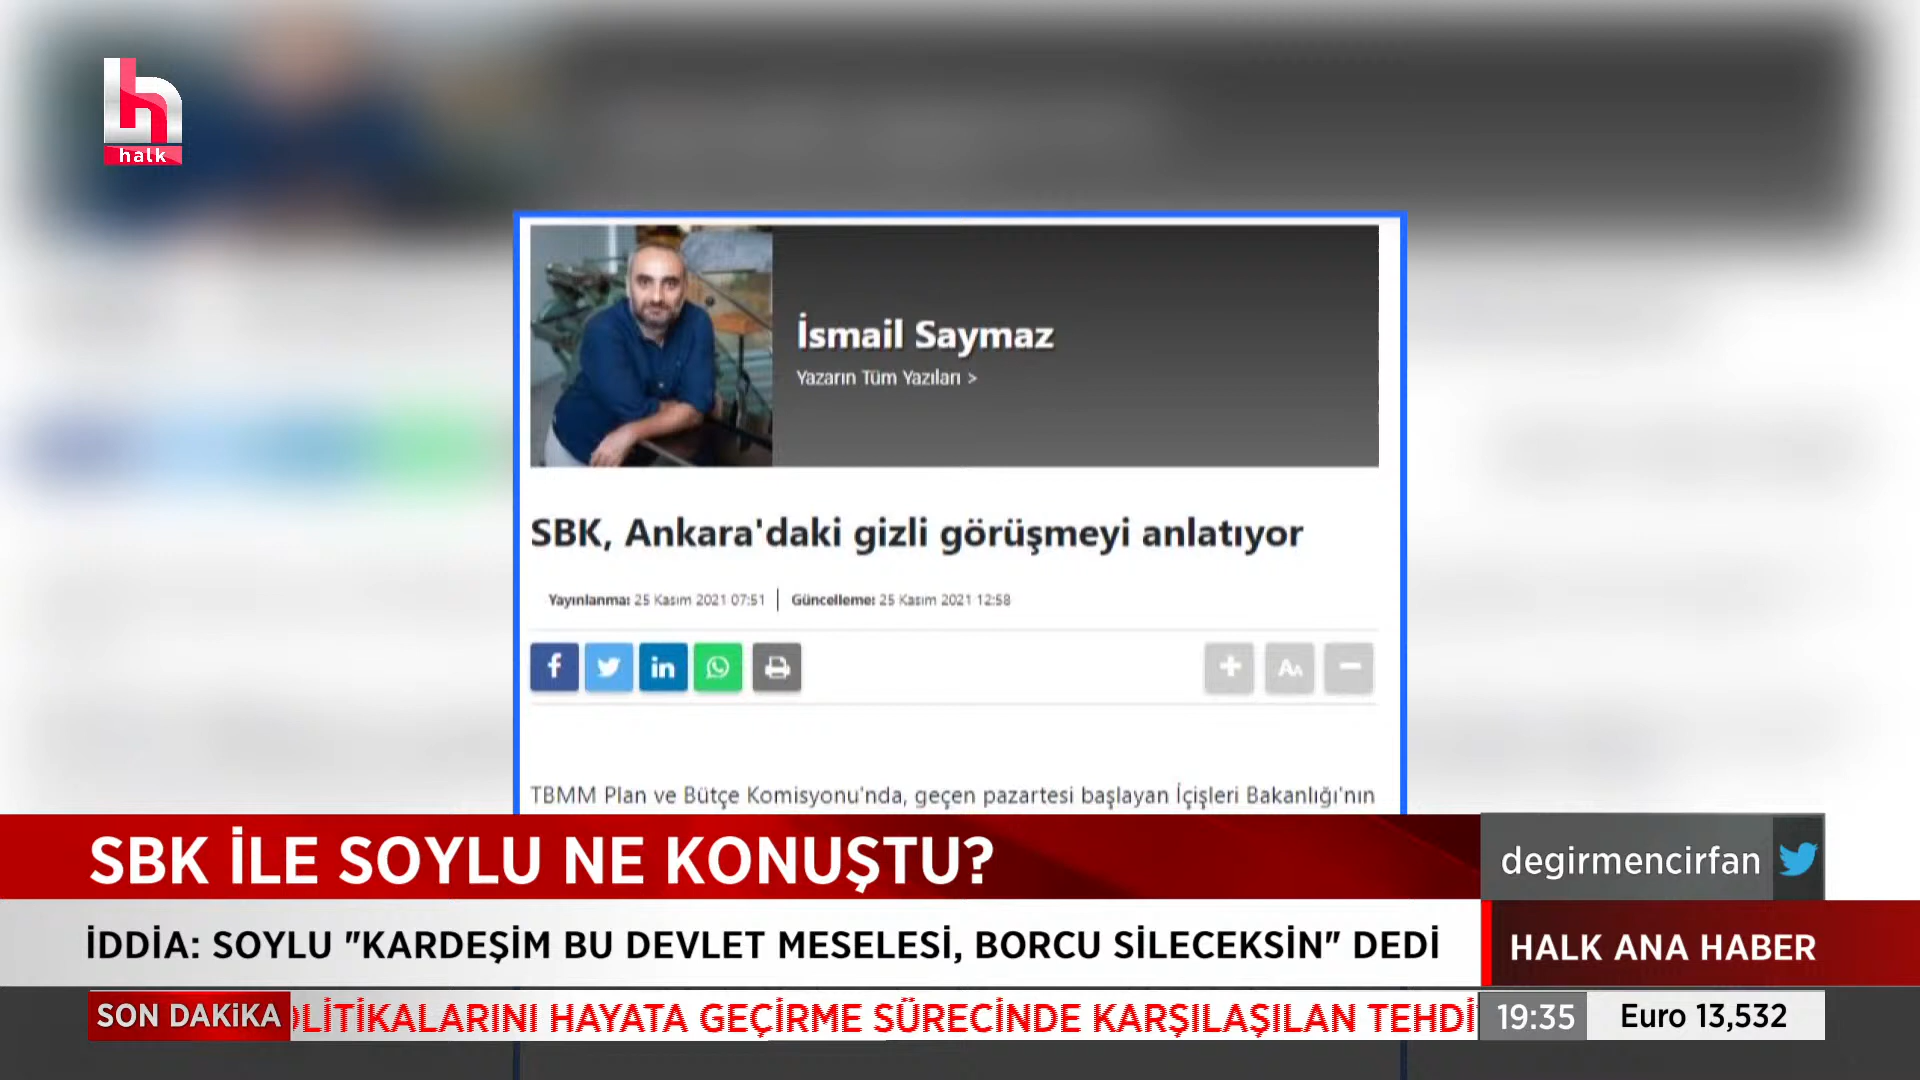 halk
İsmail Saymaz
Yazarın Tüm Yazıları >
SBK, Ankara'daki gizli görüşmeyi anlatıyor
Yayınlanma: 25 Kasım 2021 07:51 | Güncelleme: 25 Kasım 2021 12:58
TBMM Plan ve Bütçe Komisyonu'nda, geçen pazartesi başlayan İçişleri Bakanlığı'nın
SBK İLE SOYLU NE KONUŞTU?
degirmencirfan
İDDİA: SOYLU "KARDEŞİM BU DEVLET MESELESİ, BORCU SİLECEKSİN" DEDİ
HALK ANA HABER
SON DAKİKA
OLİTİKALARINI HAYATA GEÇİRME SÜRECİNDE KARŞILAŞILAN TEHDİ
19:35
Euro 13,532